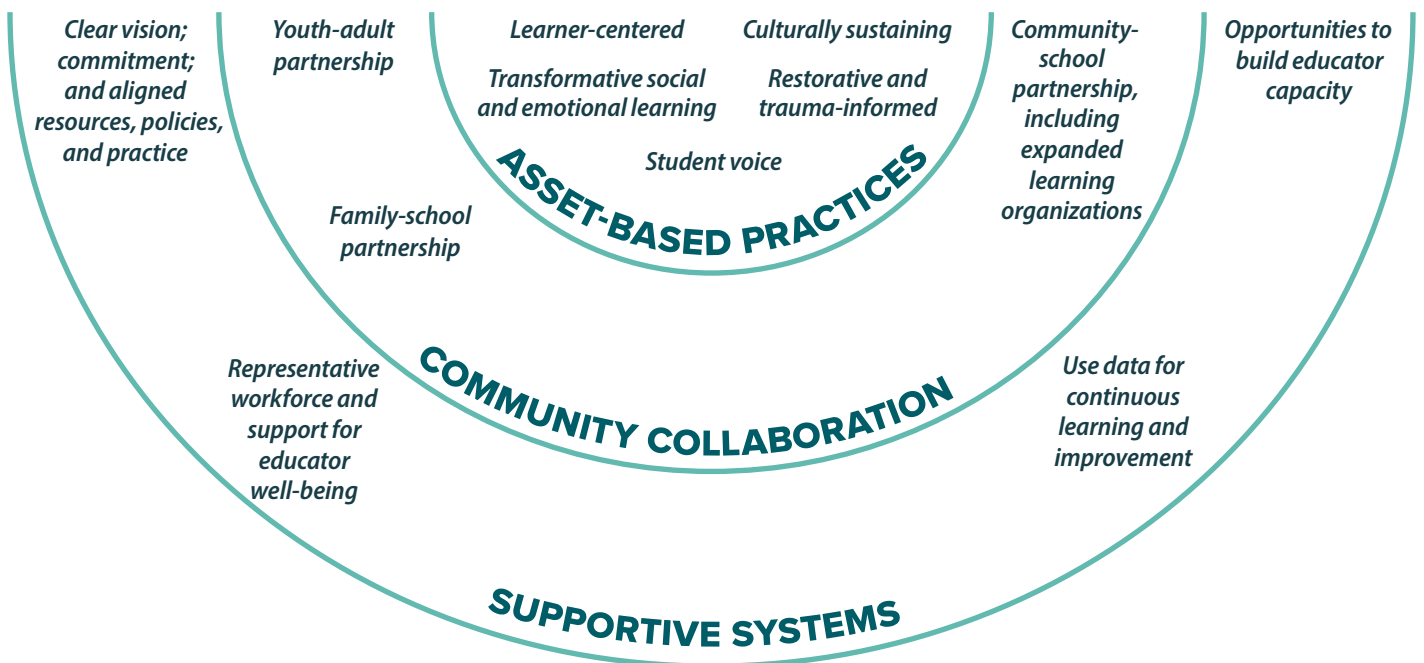 Clear vision;
commitment;
and aligned
resources, policies,
and practice
Youth-adult
partnership
Learner-centered
Culturally sustaining
Transformative social
and emotional learning
Restorative and
trauma-informed
Student voice
ASSET-BASED PRACTICES
Community-
school
partnership,
including
expanded
learning
organizations
Opportunities to
build educator
capacity
Family-school
partnership
COMMUNITY COLLABORATION
Representative
workforce and
support for
educator
well-being
Use data for
continuous
learning and
improvement
SUPPORTIVE SYSTEMS